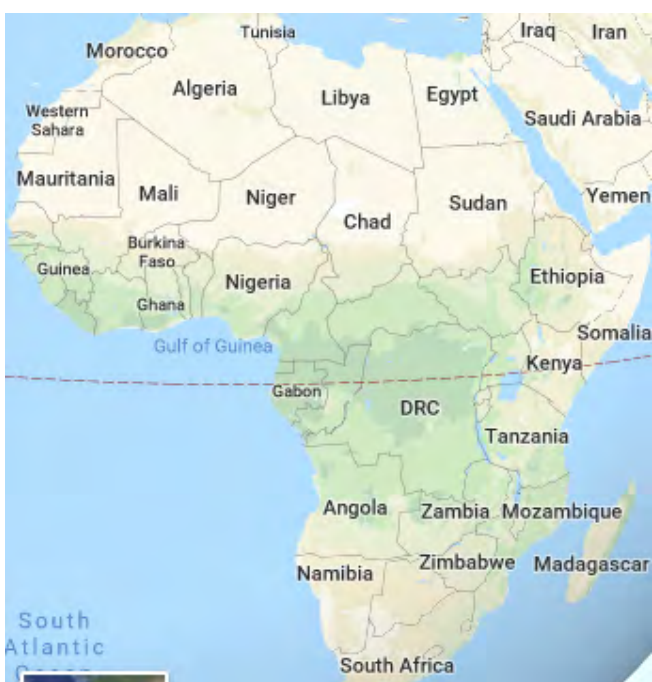 Tunisia
Iraq
Iran
Morocco
Algeria
Libya
Egypt
Western
Sahara
Saudi Arabia
Mauritania
Mali
Niger
Chad
Sudan
Yemen
Burkina
Faso
Guinea
Nigeria
Ethiopia
Ghana
Gulf of Guinea
Somalia
Kenya
Gabon
DRC
Tanzania
Angola
Zambia
Mozambique
Zimbabwe
Madagascar
Namibia
South
Atlantic
Ocean
South Africa